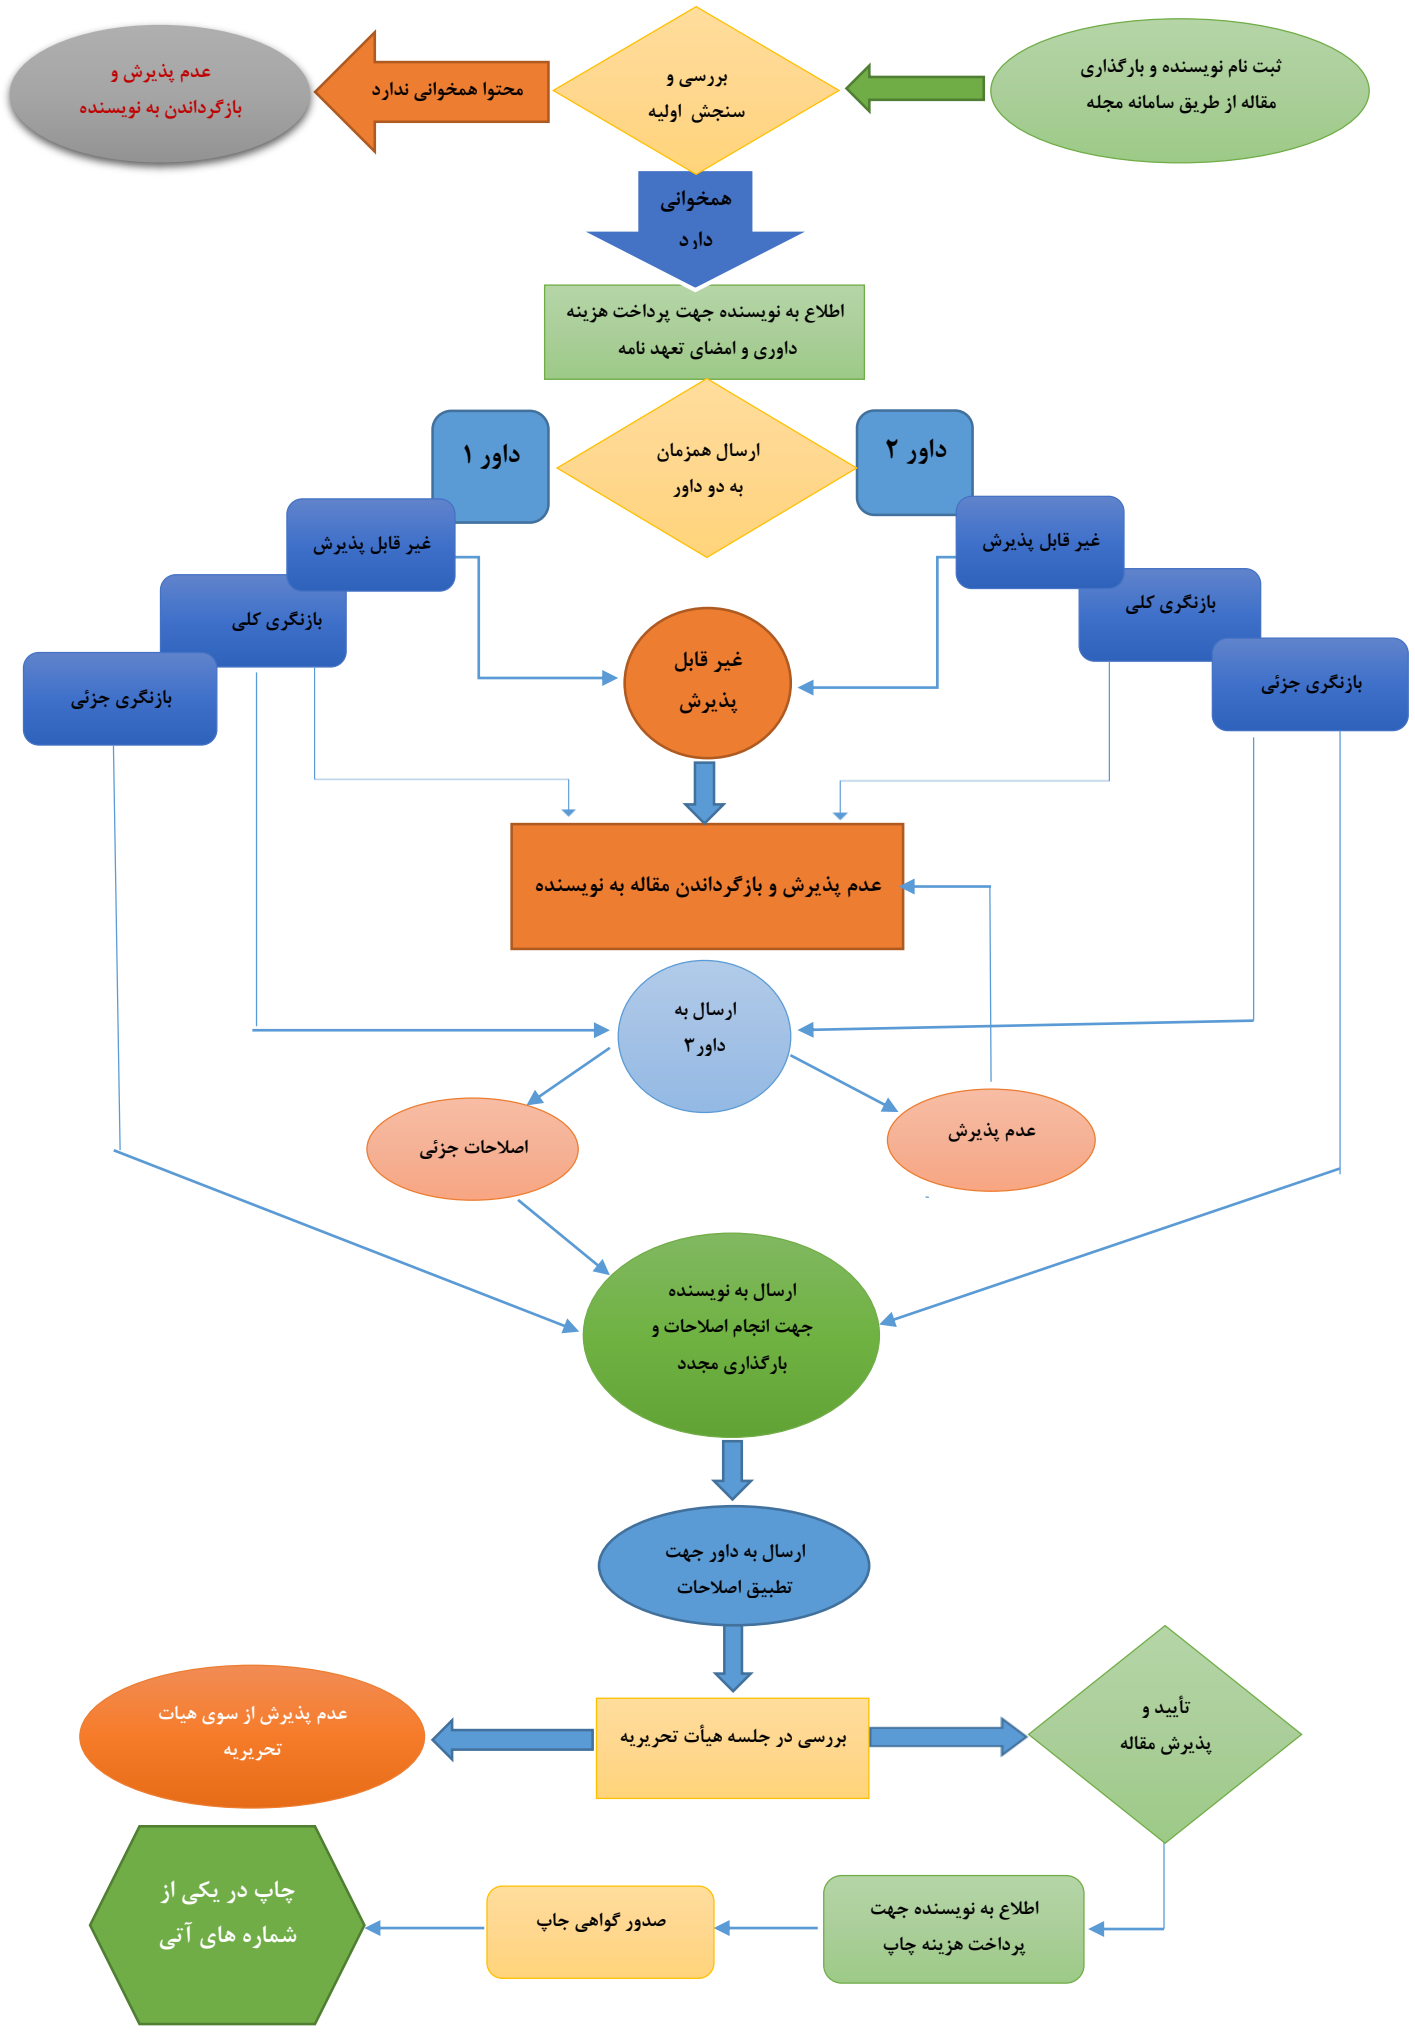 ثبت نام نویسنده و بارگذاری
مقاله از طریق سامانه مجله
بررسی و
سنجش اولیه
محتوا همخوانی ندارد
عدم پذیرش و
بازگرداندن به نویسنده
همخوانی
دارد
اطلاع به نویسنده جهت پرداخت هزینه
داوری و امضای تعهد نامه
ارسال همزمان
به دو داور
داور ۲
داور ۱
غیر قابل پذیرش
بازنگری کلی
بازنگری جزئی
غیر قابل پذیرش
بازنگری کلی
بازنگری جزئی
غیر قابل
پذیرش
عدم پذیرش و بازگرداندن مقاله به نویسنده
ارسال به
داور۳
عدم پذیرش
اصلاحات جزئی
ارسال به نویسنده
جهت انجام اصلاحات و
بارگذاری مجدد
ارسال به داور جهت
تطبیق اصلاحات
بررسی در جلسه هیأت تحریریه
تأیید و
پذیرش مقاله
عدم پذیرش از سوی هیات
تحریریه
اطلاع به نویسنده جهت
پرداخت هزینه چاپ
صدور گواهی جاپ
چاپ در یکی از
شماره های آتی